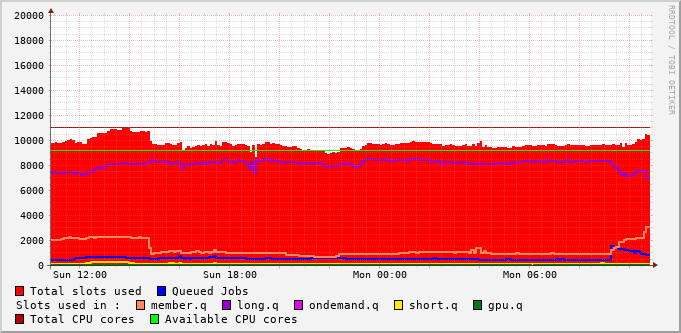 20000
18000
16000
14000
12000
10000
8000
6000
4000
2000
0
Sun 12:00 Sun 18:00 Mon 00:00 Mon 06:00
RRDTOOL / TOBI OETIKER
Total slots used Queued Jobs
Slots used in : member.q long.q ondemand.q short.q gpu.q
Total CPU cores Available CPU cores